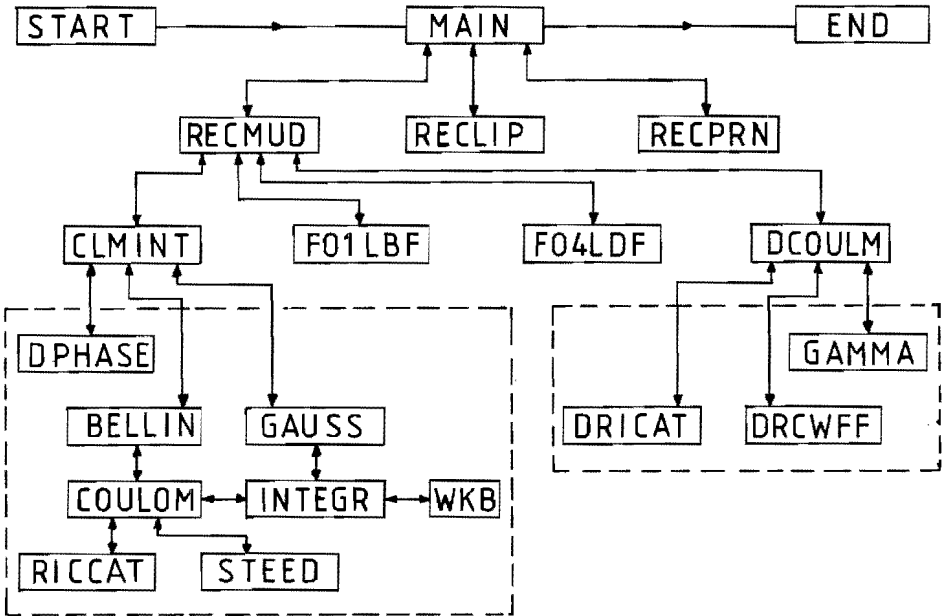 START
MAIN
END
RECMUD
RECLIP
RECPRN
CLMINT
F01LBF
F04LDF
DCOULM
DPHASE
GAMMA
BELLIN
GAUSS
DRICAT
DRCWFF
COULOM
INTEGR
WKB
RICCAT
STEED